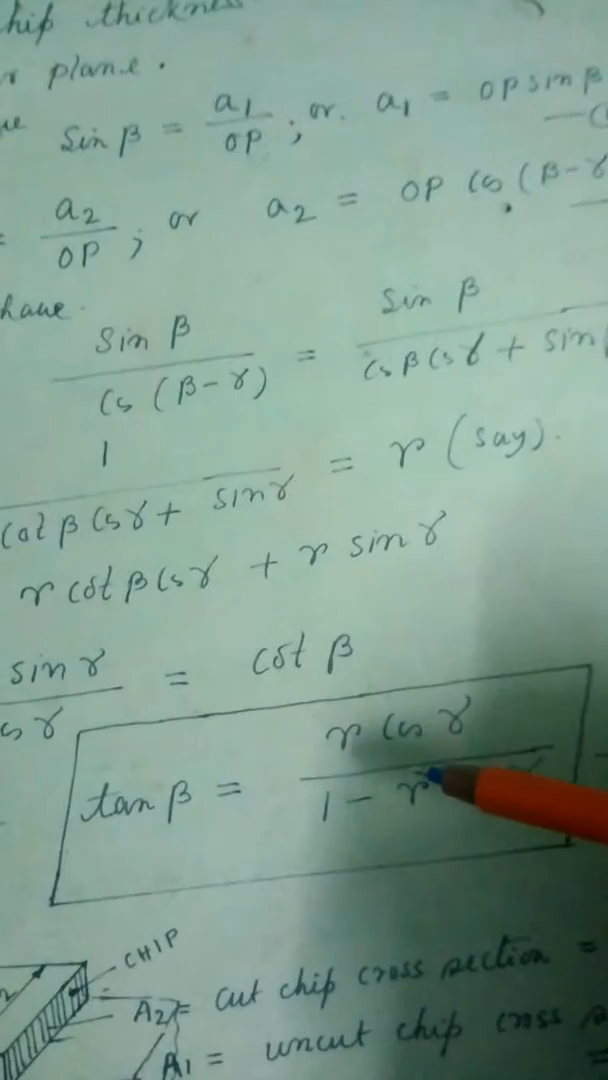 chip thickness
plane.
sin β = a1/OP ; or. a1 = OP sin β
= a2/OP ; or a2 = OP cos (β-γ
have.
sin β / cos (β-γ) = sin β / cos β cos γ + sin
1 / cot β cos γ + sin γ = r (say).
r cot β cos γ + r sin γ
sin γ / cos γ = cot β
tan β = r cos γ / 1 - r
CHIP
A2 = cut chip cross section =
A1 = uncut chip cross
=